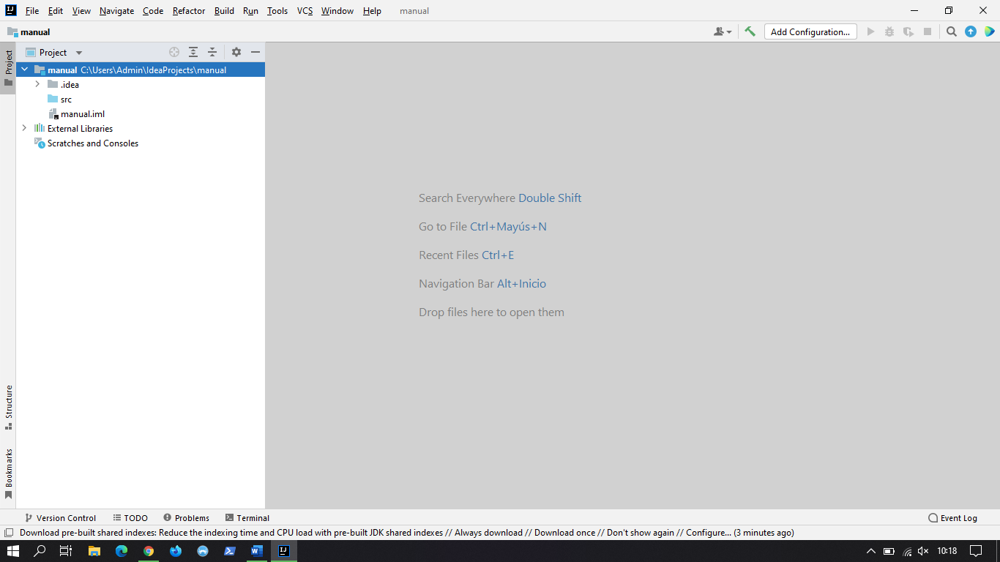 IJ File Edit View Navigate Code Refactor Build Run Tools VCS Window Help manual
manual Add Configuration...
Project
Project
manual C:\Users\Admin\IdeaProjects\manual
.idea
src
manual.iml
External Libraries
Scratches and Consoles
Search Everywhere Double Shift
Go to File Ctrl+Mayús+N
Recent Files Ctrl+E
Navigation Bar Alt+Inicio
Drop files here to open them
Structure
Bookmarks
Version Control TODO Problems Terminal Event Log
Download pre-built shared indexes: Reduce the indexing time and CPU load with pre-built JDK shared indexes // Always download // Download once // Don't show again // Configure... (3 minutes ago)
W IJ 10:18